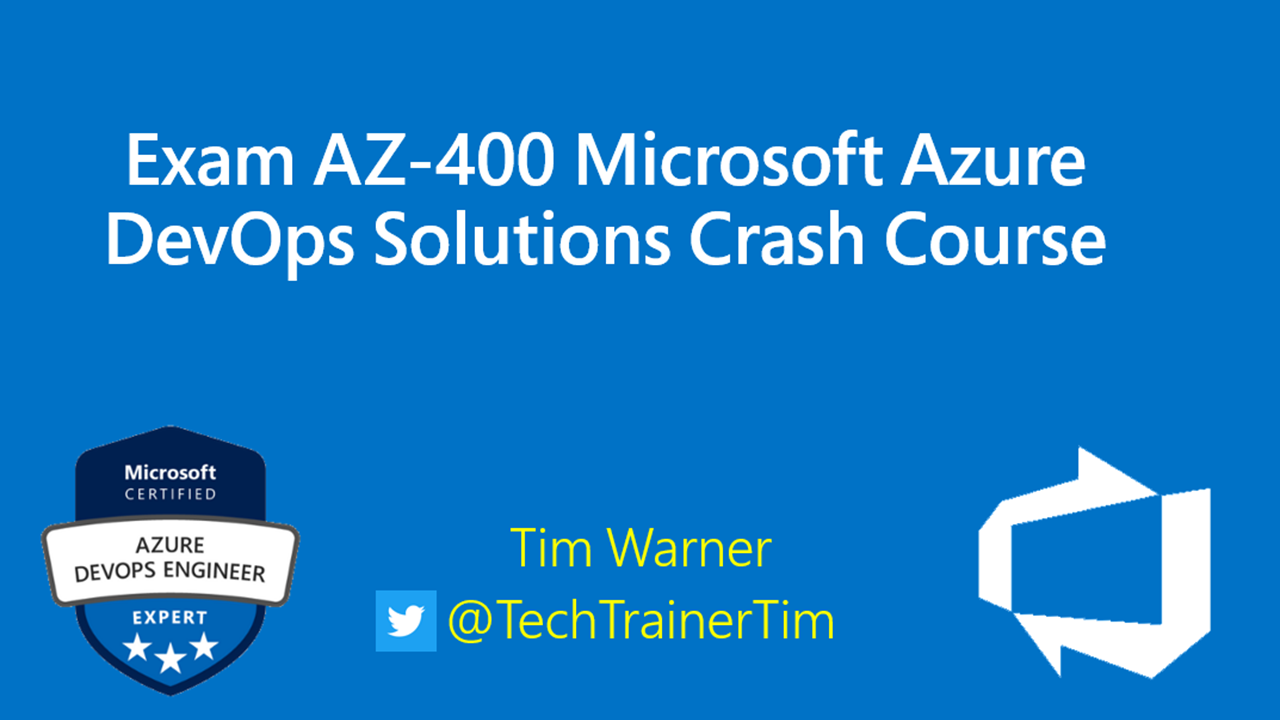 Exam AZ-400 Microsoft Azure
DevOps Solutions Crash Course
Microsoft
CERTIFIED
AZURE
DEVOPS ENGINEER
EXPERT
Tim Warner
@TechTrainerTim